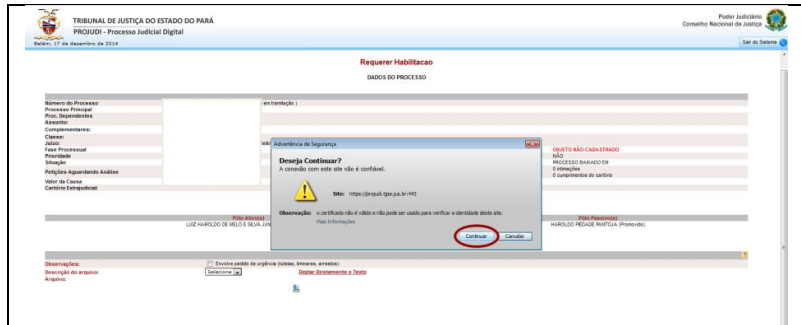 TRIBUNAL DE JUSTIÇA DO ESTADO DO PARÁ
PROJUDI - Processo Judicial Digital
Poder Judiciário
Conselho Nacional de Justiça
Belém, 17 de dezembro de 2014
Sair do Sistema
Requerer Habilitacao
DADOS DO PROCESSO
Número do Processo em tramitação )
Processo Principal
Proc. Dependentes
Assunto:
Complementares:
Classe:
Juízo:
Fase Processual OBJETO NÃO CADASTRADO
Prioridade NÃO
Situação PROCESSO BAIXADO EM
Petições Aguardando Análise 0 intimações
0 cumprimentos do cartório
Valor da Causa
Cartório Extrajudicial:
Advertência de Segurança
Deseja Continuar?
A conexão com este site não é confiável.
Site: https://projudi.tjpa.jus.br:443
Observação: o certificado não é válido e não pode ser usado para verificar a identidade deste site.
Mais Informações
Continuar Cancelar
Pólo Ativo(s) Pólo Passivo(s)
LUIZ HAROLDO DE MELO E SILVA JUN HAROLDO PIEDADE PANTOJA (Promovido)
Observações: Envolve pedido de urgência (tutelas, liminares, arrestos)
Descrição do arquivo: Selecione Digitar Diretamente o Texto
Arquivo: